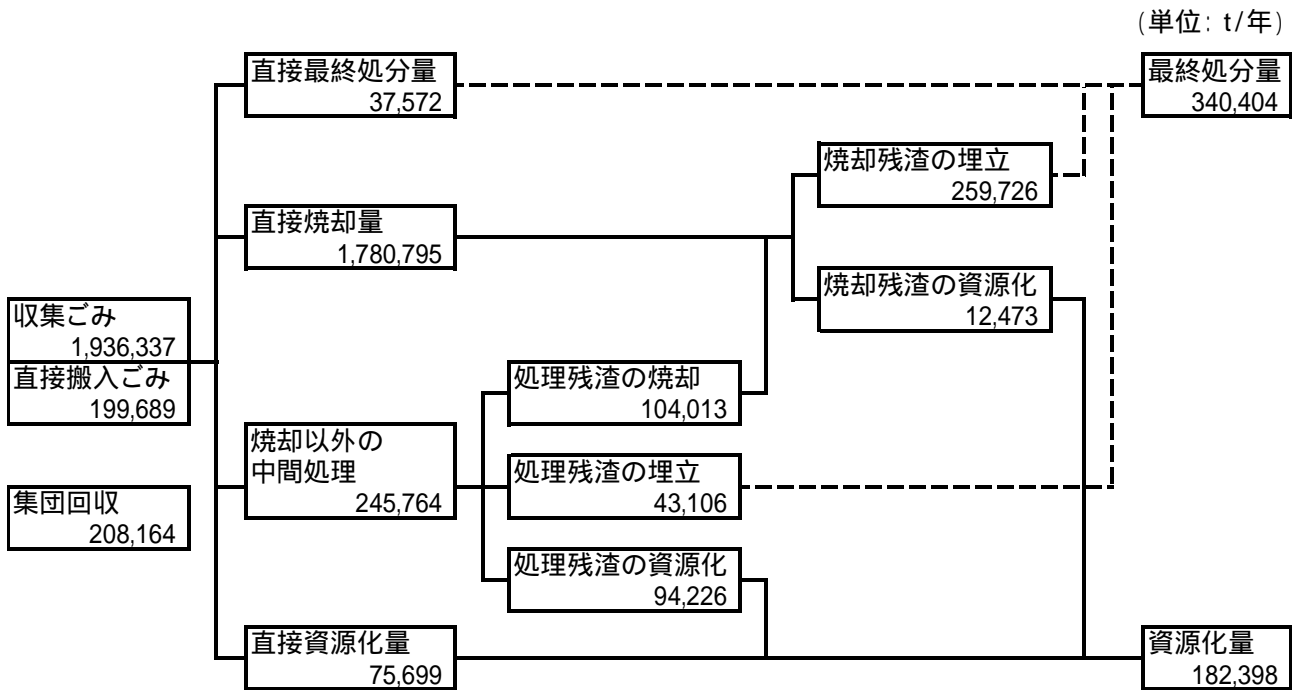 (単位: t/年)
直接最終処分量
37,572
最終処分量
340,404
焼却残渣の埋立
259,726
直接焼却量
1,780,795
焼却残渣の資源化
12,473
収集ごみ
1,936,337
直接搬入ごみ
199,689
処理残渣の焼却
104,013
焼却以外の
中間処理
245,764
処理残渣の埋立
43,106
集団回収
208,164
処理残渣の資源化
94,226
直接資源化量
75,699
資源化量
182,398